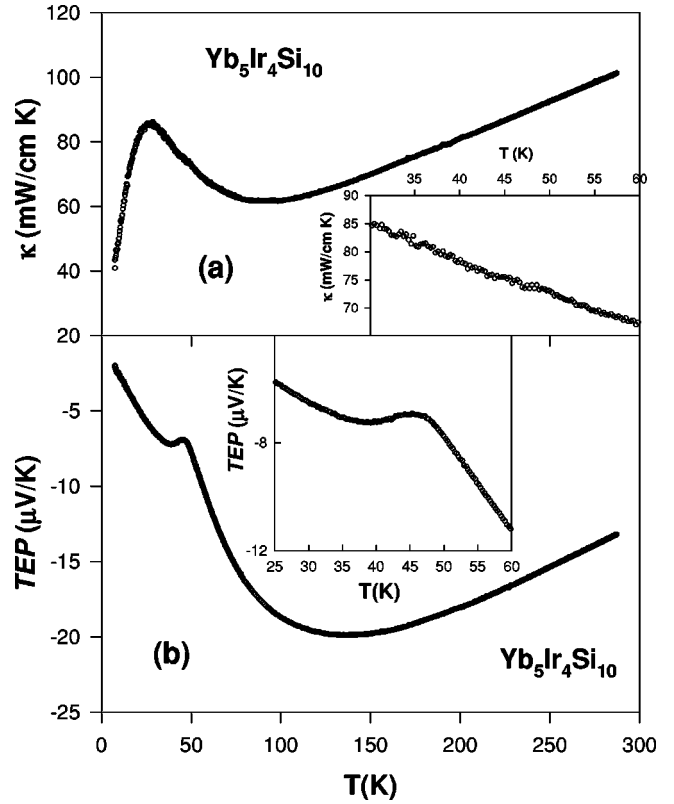 120
Yb5Ir4Si10
100
80
60
40
20
κ (mW/cm K)
(a)
T (K)
35 40 45 50 55 60
90
85
80
75
70
κ (mW/cm K)
-5
-10
-15
-20
-25
TEP (μV/K)
TEP (μV/K)
-8
-12
25 30 35 40 45 50 55 60
T(K)
(b)
Yb5Ir4Si10
0 50 100 150 200 250 300
T(K)